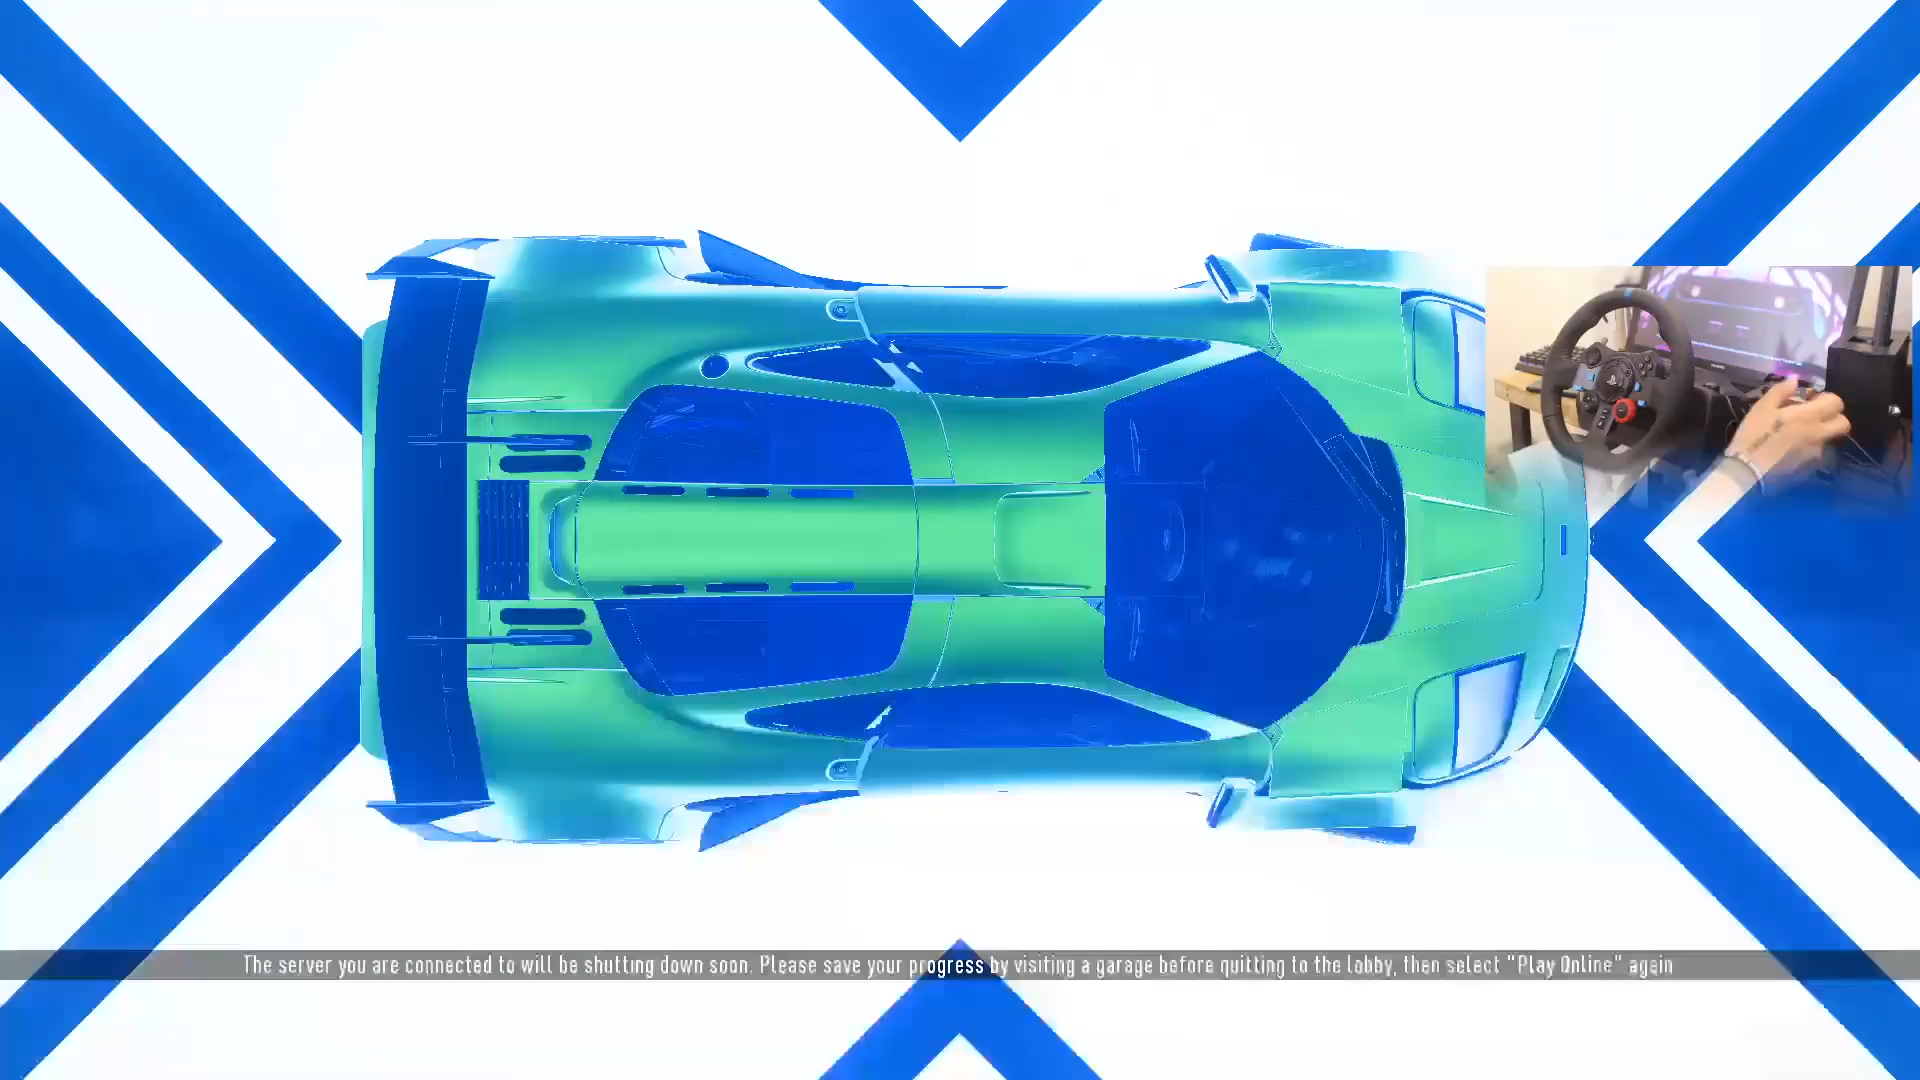 The server you are connected to will be shutting down soon. Please save your progress by visiting a garage before quitting to the lobby, then select "Play Online" again